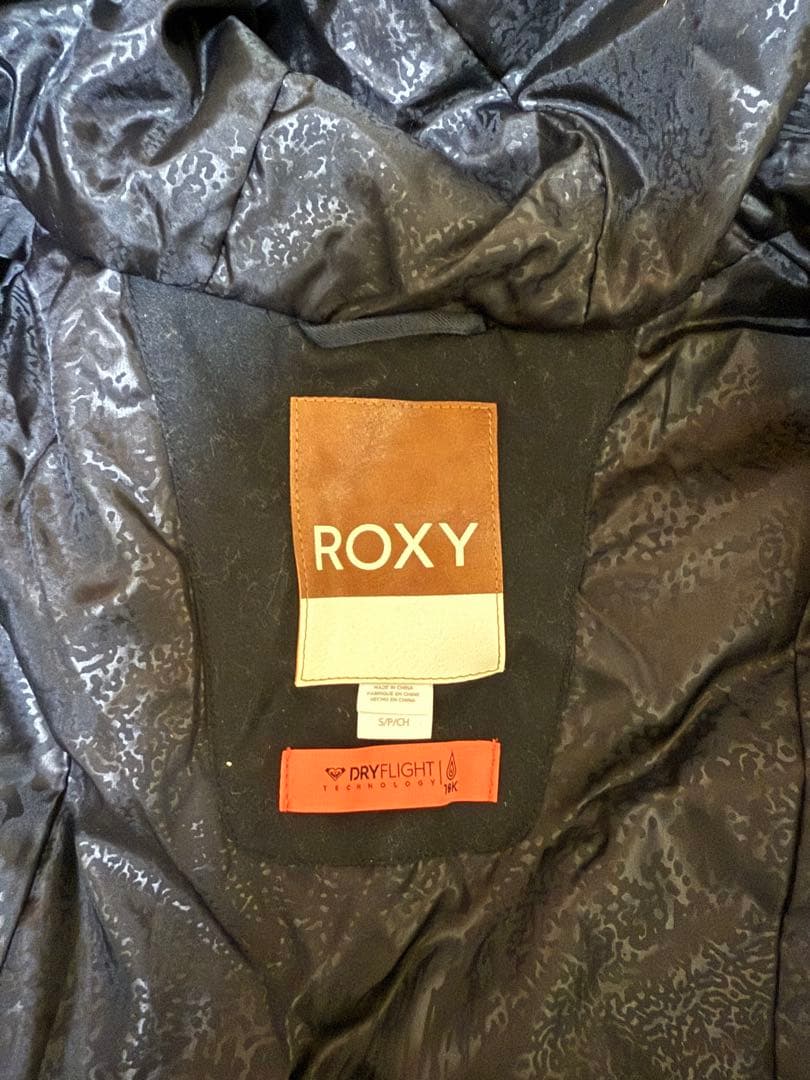 ROXY
MADE IN CHINA
FABRIQUÉ EN CHINE
HECHO EN CHINA
S/P/CH
DRYFLIGHT
TECHNOLOGY
10K